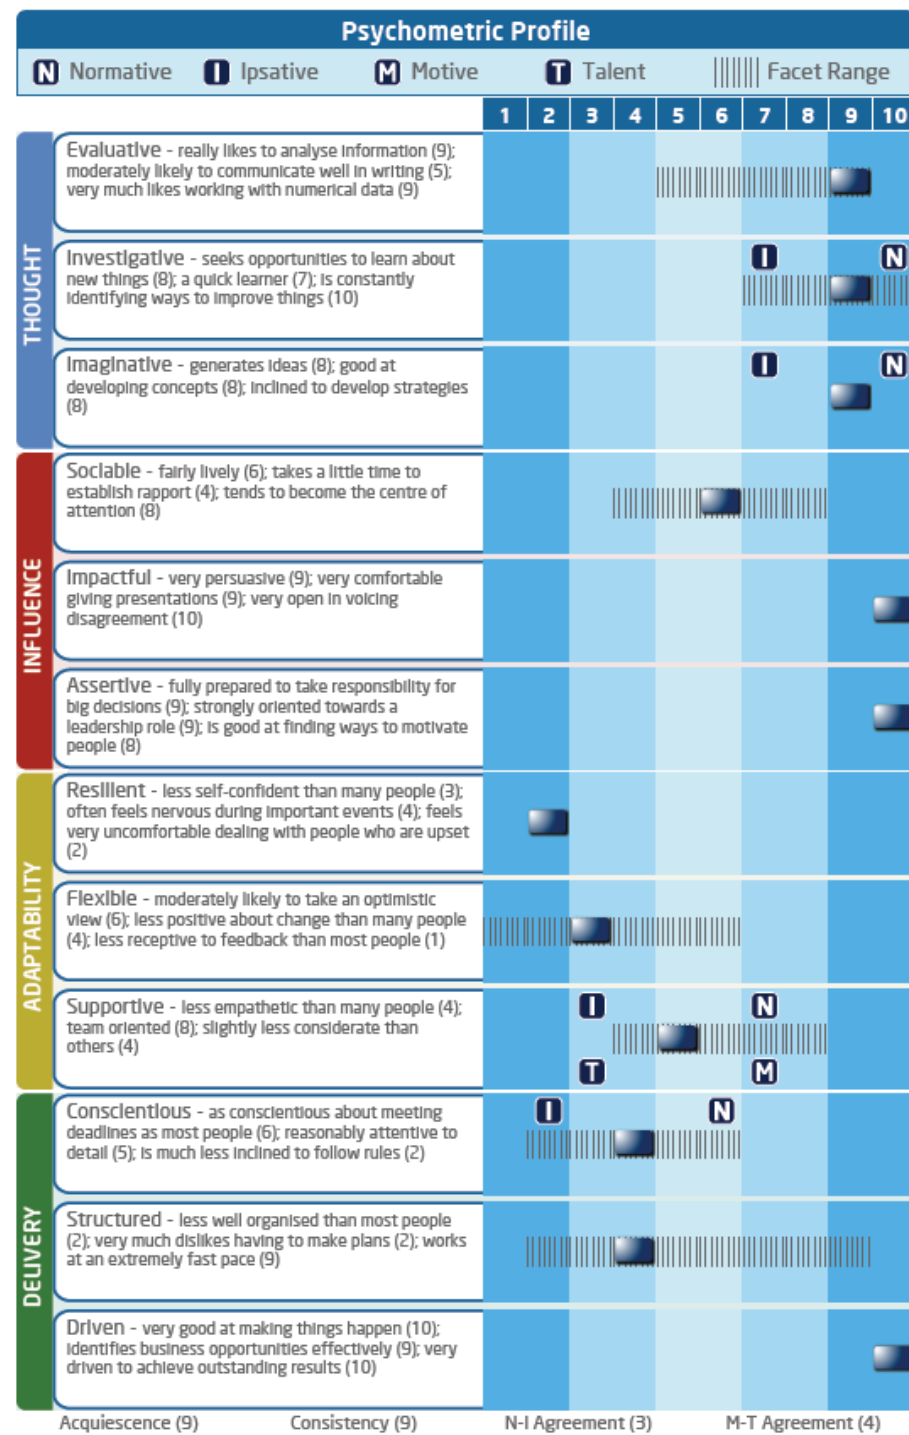 Psychometric Profile
N Normative I Ipsative M Motive T Talent Facet Range
1 2 3 4 5 6 7 8 9 10
THOUGHT
Evaluative - really likes to analyse information (9);
moderately likely to communicate well in writing (5);
very much likes working with numerical data (9)
Investigative - seeks opportunities to learn about
new things (8); a quick learner (7); is constantly
identifying ways to improve things (10)
I N
Imaginative - generates ideas (8); good at
developing concepts (8); inclined to develop strategies
(8)
I N
INFLUENCE
Sociable - fairly lively (6); takes a little time to
establish rapport (4); tends to become the centre of
attention (8)
Impactful - very persuasive (9); very comfortable
giving presentations (9); very open in voicing
disagreement (10)
Assertive - fully prepared to take responsibility for
big decisions (9); strongly oriented towards a
leadership role (9); is good at finding ways to motivate
people (8)
ADAPTABILITY
Resilient - less self-confident than many people (3);
often feels nervous during important events (4); feels
very uncomfortable dealing with people who are upset
(2)
Flexible - moderately likely to take an optimistic
view (6); less positive about change than many people
(4); less receptive to feedback than most people (1)
Supportive - less empathetic than many people (4);
team oriented (8); slightly less considerate than
others (4)
I N
T M
DELIVERY
Conscientious - as conscientious about meeting
deadlines as most people (6); reasonably attentive to
detail (5); is much less inclined to follow rules (2)
I N
Structured - less well organised than most people
(2); very much dislikes having to make plans (2); works
at an extremely fast pace (9)
Driven - very good at making things happen (10);
identifies business opportunities effectively (9); very
driven to achieve outstanding results (10)
Acquiescence (9) Consistency (9) N-I Agreement (3) M-T Agreement (4)